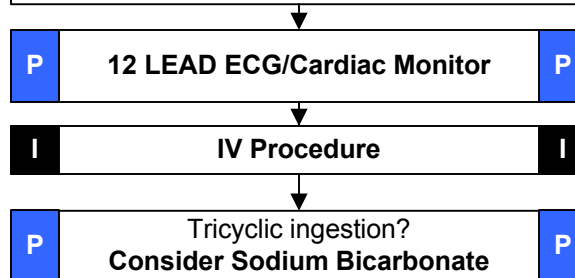 P 12 LEAD ECG/Cardiac Monitor P
I IV Procedure I
Tricyclic ingestion?
P Consider Sodium Bicarbonate P